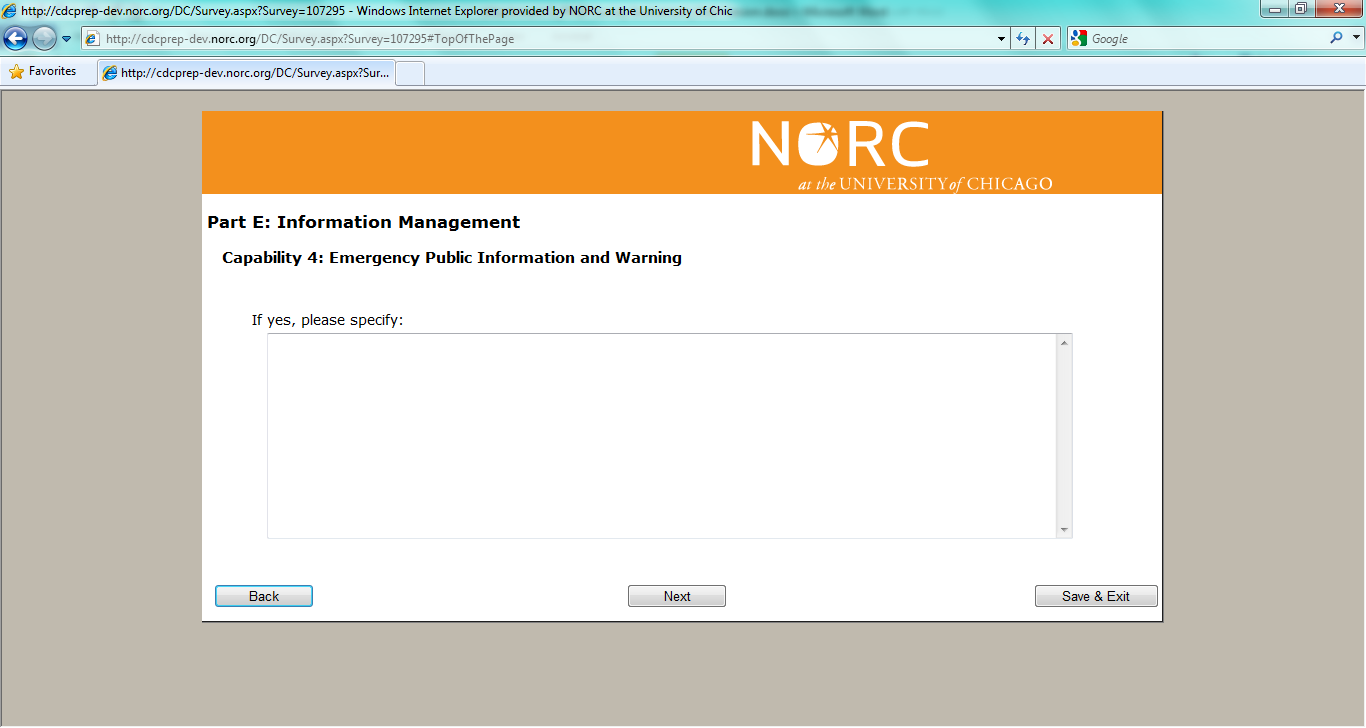 http://cdcprep-dev.norc.org/DC/Survey.aspx?Survey=107295 - Windows Internet Explorer provided by NORC at the University of Chic
http://cdcprep-dev.norc.org/DC/Survey.aspx?Survey=107295#TopOfThePage
Google
Favorites
http://cdcprep-dev.norc.org/DC/Survey.aspx?Sur...
NORC
at the UNIVERSITY of CHICAGO
Part E: Information Management
Capability 4: Emergency Public Information and Warning
If yes, please specify:
Back Next Save & Exit